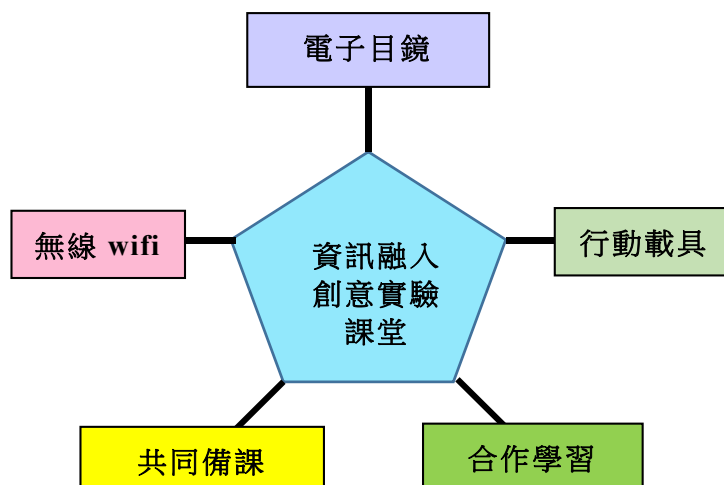 電子目鏡
無線 wifi
行動載具
資訊融入
創意實驗
課堂
共同備課
合作學習